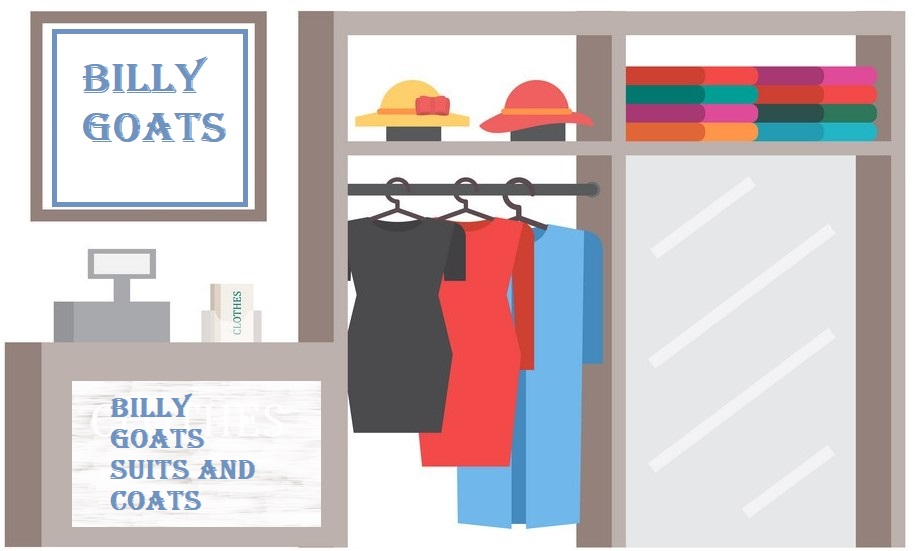 BILLY
GOATS
CLOTHES
BILLY
GOATS
SUITS AND
COATS